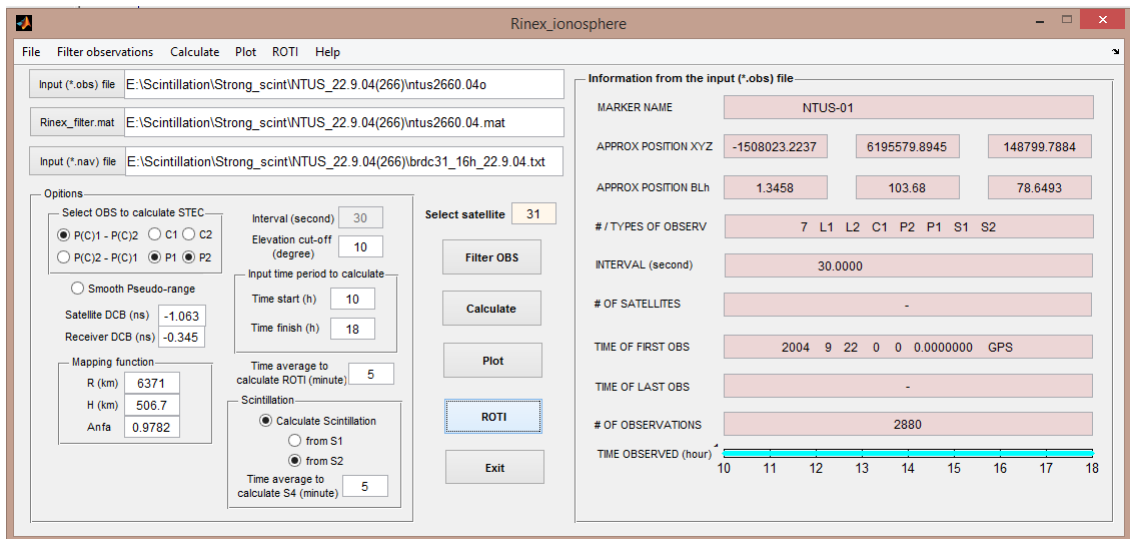 Rinex_ionosphere
File Filter observations Calculate Plot ROTI Help
Input (*.obs) file E:\Scintillation\Strong_scint\NTUS_22.9.04(266)\ntus2660.04o
Rinex_filter.mat E:\Scintillation\Strong_scint\NTUS_22.9.04(266)\ntus2660.04.mat
Input (*.nav) file E:\Scintillation\Strong_scint\NTUS_22.9.04(266)\brdc31_16h_22.9.04.txt
Opitions
Select OBS to calculate STEC
P(C)1 - P(C)2 C1 C2
P(C)2 - P(C)1 P1 P2
Smooth Pseudo-range
Satellite DCB (ns) -1.063
Receiver DCB (ns) -0.345
Mapping function
R (km) 6371
H (km) 506.7
Anfa 0.9782
Interval (second) 30
Elevation cut-off
(degree) 10
Input time period to calculate
Time start (h) 10
Time finish (h) 18
Time average to
calculate ROTI (minute) 5
Scintillation
Calculate Scintillation
from S1
from S2
Time average to
calculate S4 (minute) 5
Select satellite 31
Filter OBS
Calculate
Plot
ROTI
Exit
Information from the input (*.obs) file
MARKER NAME NTUS-01
APPROX POSITION XYZ -1508023.2237 6195579.8945 148799.7884
APPROX POSITION BLh 1.3458 103.68 78.6493
# / TYPES OF OBSERV 7 L1 L2 C1 P2 P1 S1 S2
INTERVAL (second) 30.0000
# OF SATELLITES -
TIME OF FIRST OBS 2004 9 22 0 0 0.0000000 GPS
TIME OF LAST OBS -
# OF OBSERVATIONS 2880
TIME OBSERVED (hour)
10 11 12 13 14 15 16 17 18